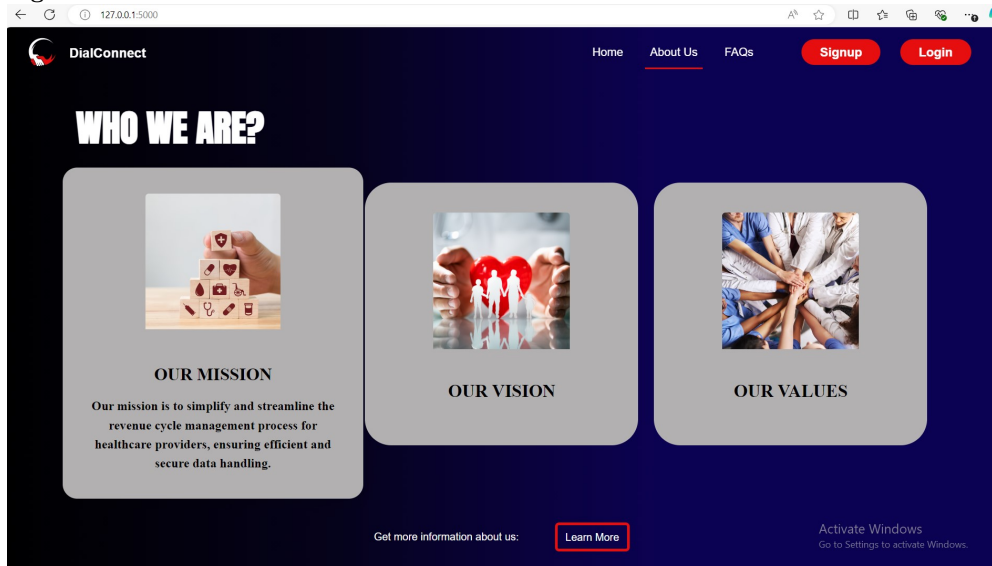 127.0.0.1:5000
DialConnect
Home About Us FAQs Signup Login
WHO WE ARE?
OUR MISSION
Our mission is to simplify and streamline the
revenue cycle management process for
healthcare providers, ensuring efficient and
secure data handling.
OUR VISION
OUR VALUES
Get more information about us: Learn More
Activate Windows
Go to Settings to activate Windows.